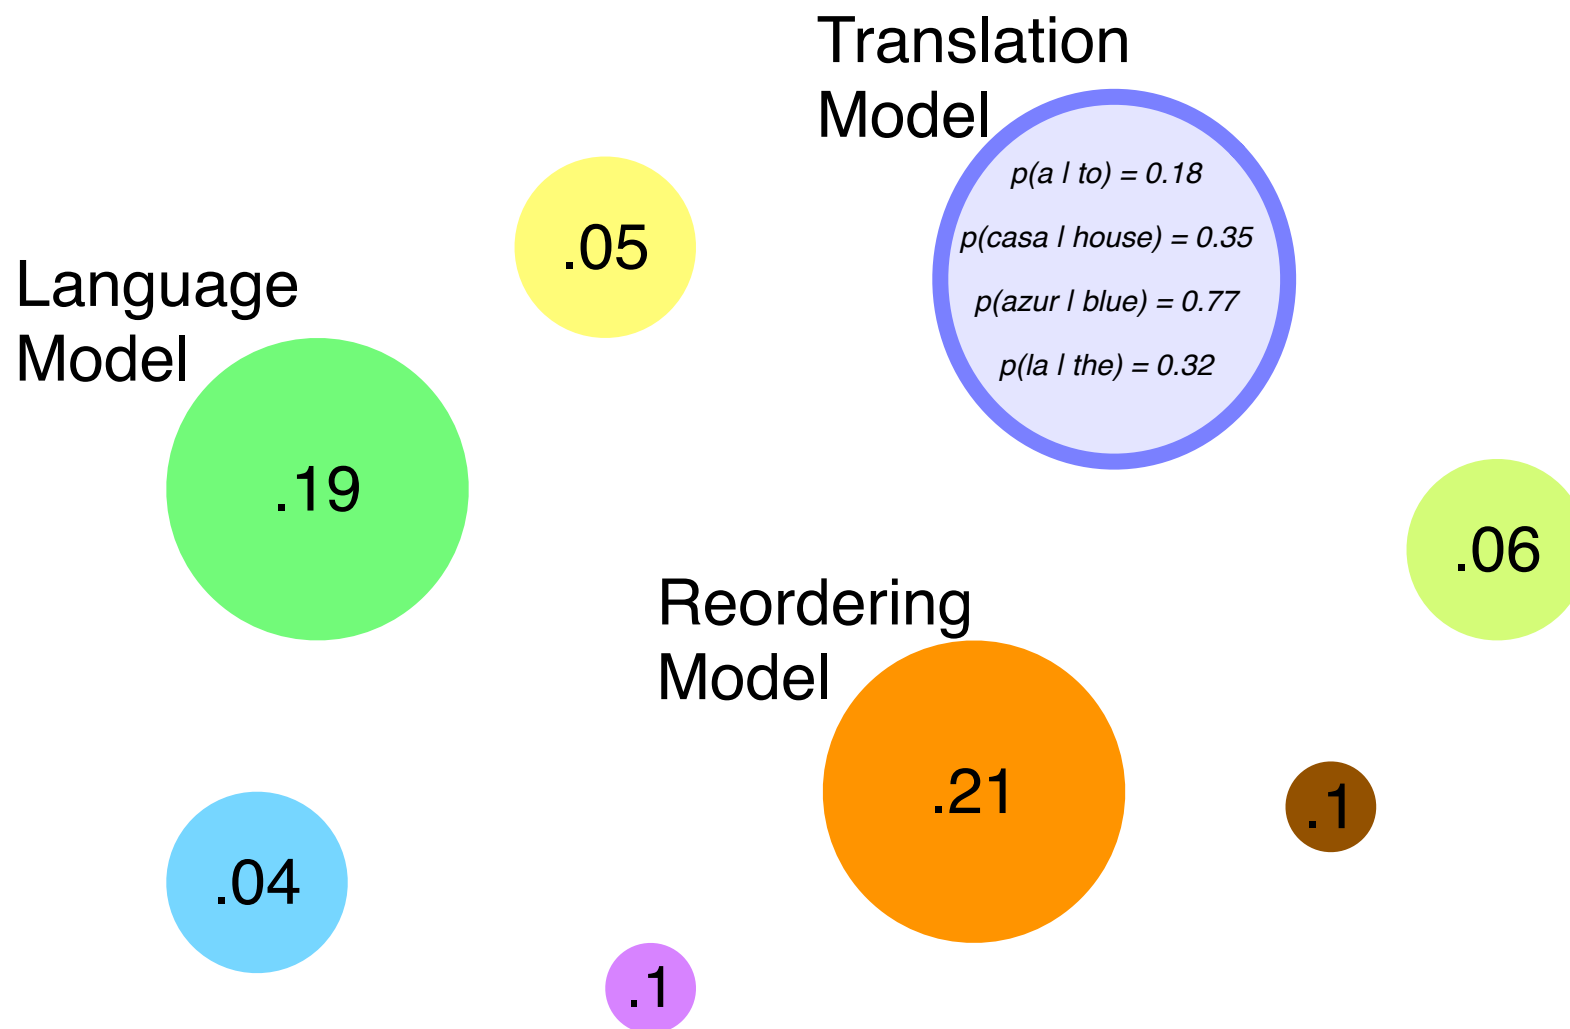 Translation
Model
p(a | to) = 0.18
p(casa | house) = 0.35
p(azur | blue) = 0.77
p(la | the) = 0.32
.05
Language
Model
.19
.06
Reordering
Model
.21
.1
.04
.1